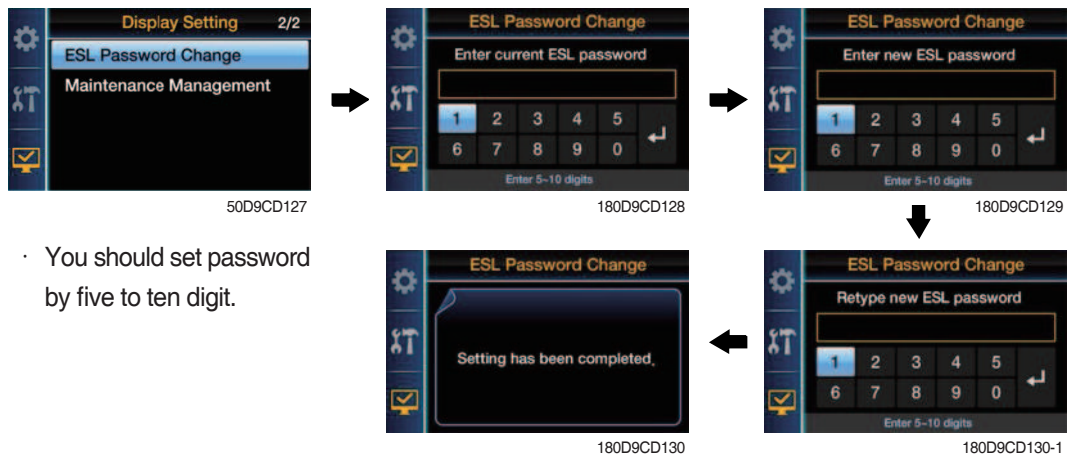 Display Setting 2/2
ESL Password Change
Maintenance Management
50D9CD127
ESL Password Change
Enter current ESL password
1 2 3 4 5
6 7 8 9 0
Enter 5~10 digits
180D9CD128
ESL Password Change
Enter new ESL password
1 2 3 4 5
6 7 8 9 0
Enter 5~10 digits
180D9CD129
· You should set password
by five to ten digit.
ESL Password Change
Retype new ESL password
1 2 3 4 5
6 7 8 9 0
Enter 5~10 digits
180D9CD130-1
ESL Password Change
Setting has been completed.
180D9CD130